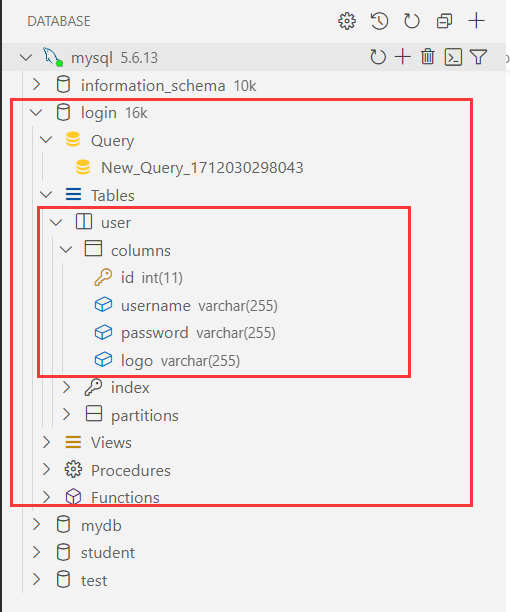 DATABASE
mysql 5.6.13
information_schema 10k
login 16k
Query
New_Query_1712030298043
Tables
user
columns
id int(11)
username varchar(255)
password varchar(255)
logo varchar(255)
index
partitions
Views
Procedures
Functions
mydb
student
test